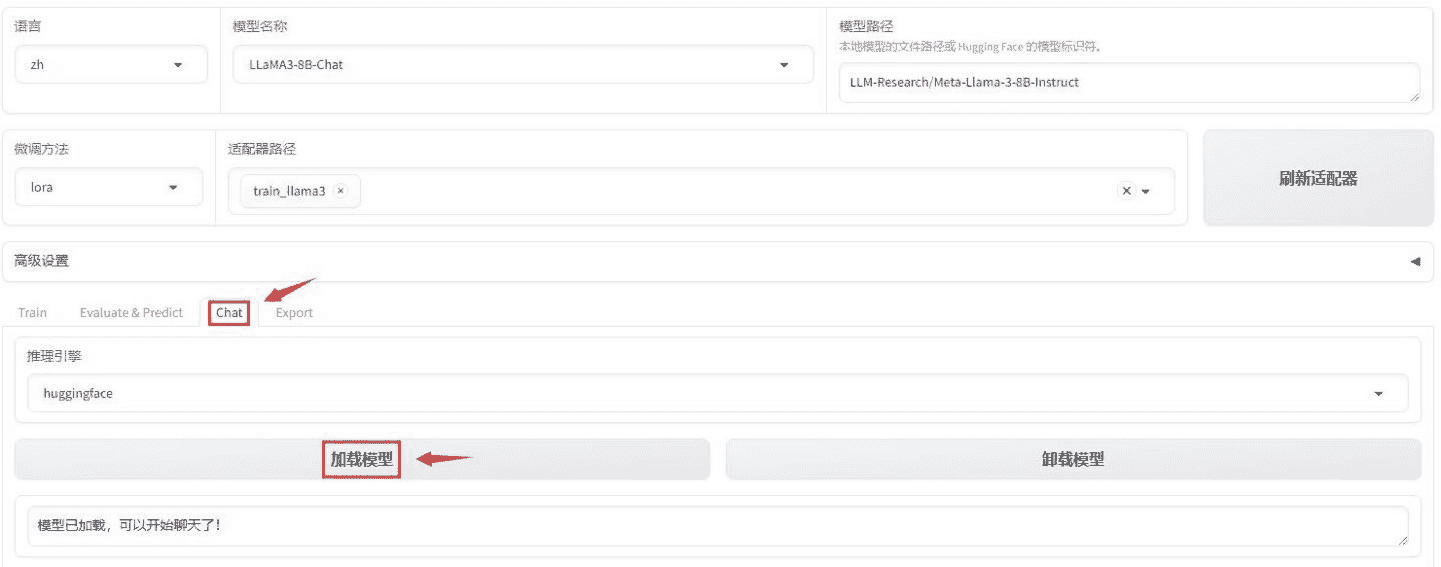 语言
zh
模型名称
LLaMA3-8B-Chat
模型路径
本地模型的文件路径或 Hugging Face 的模型标识符。
LLM-Research/Meta-Llama-3-8B-Instruct
微调方法
lora
适配器路径
train_llama3 ×
刷新适配器
高级设置
Train Evaluate & Predict Chat Export
推理引擎
huggingface
加载模型 卸载模型
模型已加载，可以开始聊天了！